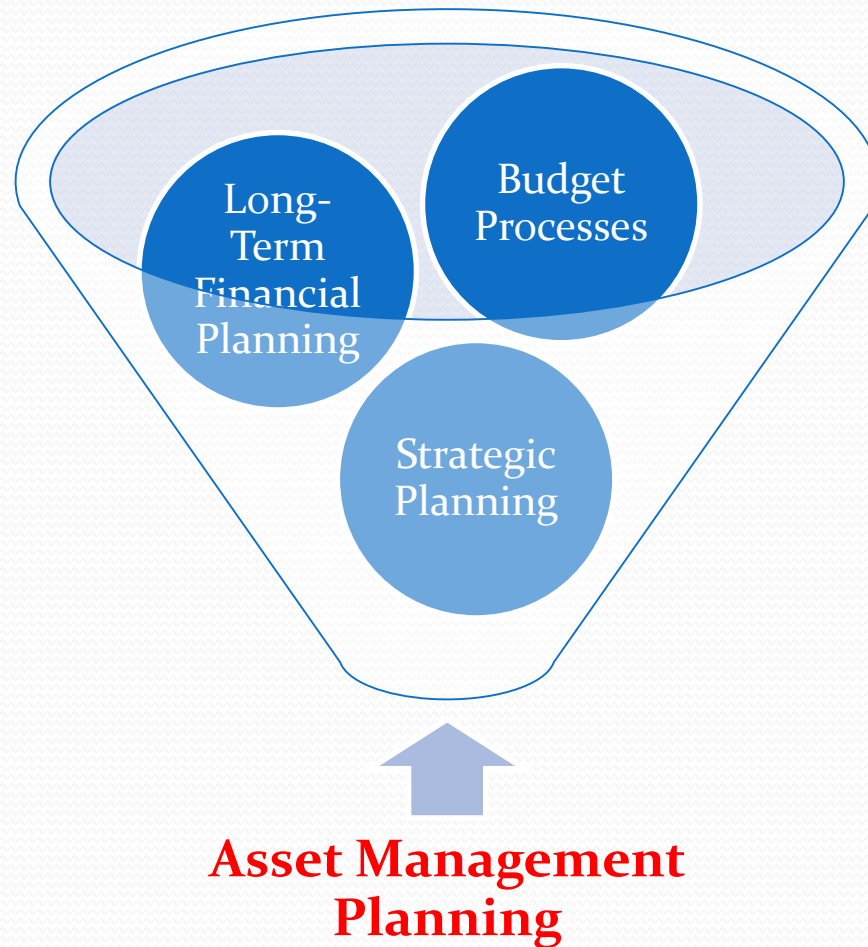 Long-
Term
Financial
Planning
Budget
Processes
Strategic
Planning
Asset Management
Planning